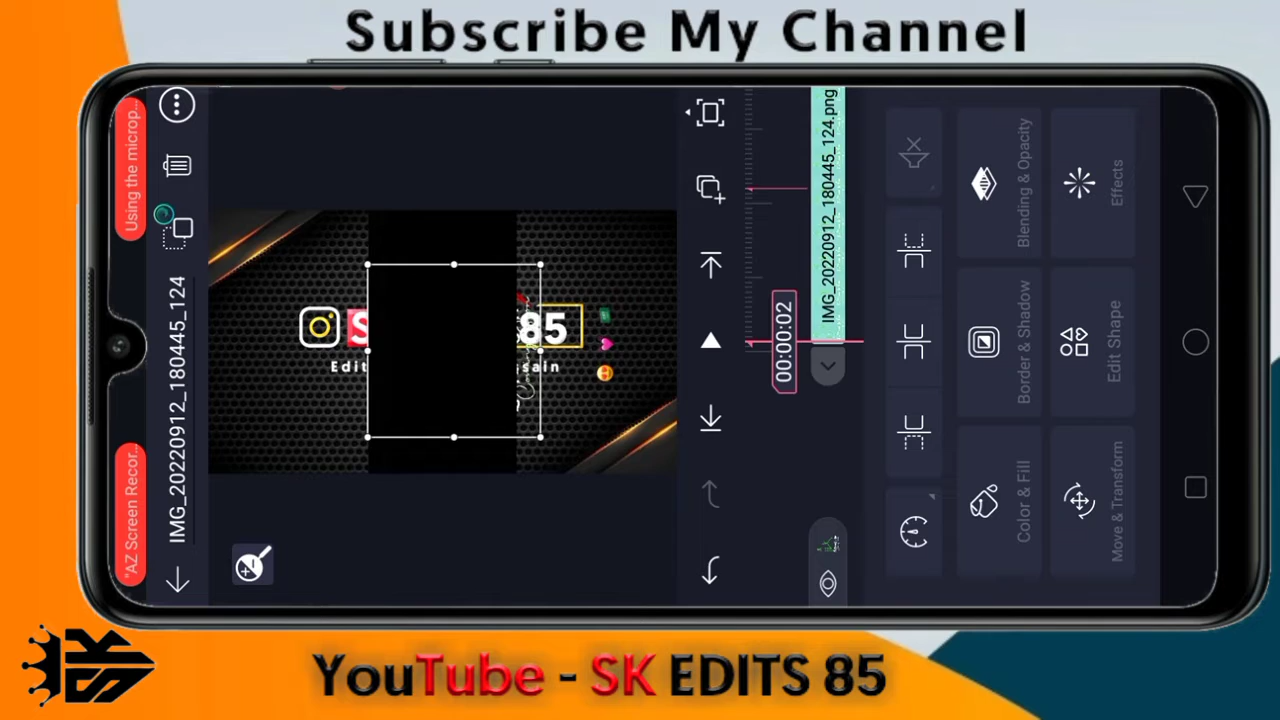 Subscribe My Channel
"AZ Screen Recor...
Using the microp...
IMG_20220912_180445_124
S
85
Edit
sain
00:00:02
IMG_20220912_180445_124.png
Color & Fill
Border & Shadow
Blending & Opacity
Move & Transform
Edit Shape
Effects
YouTube - SK EDITS 85